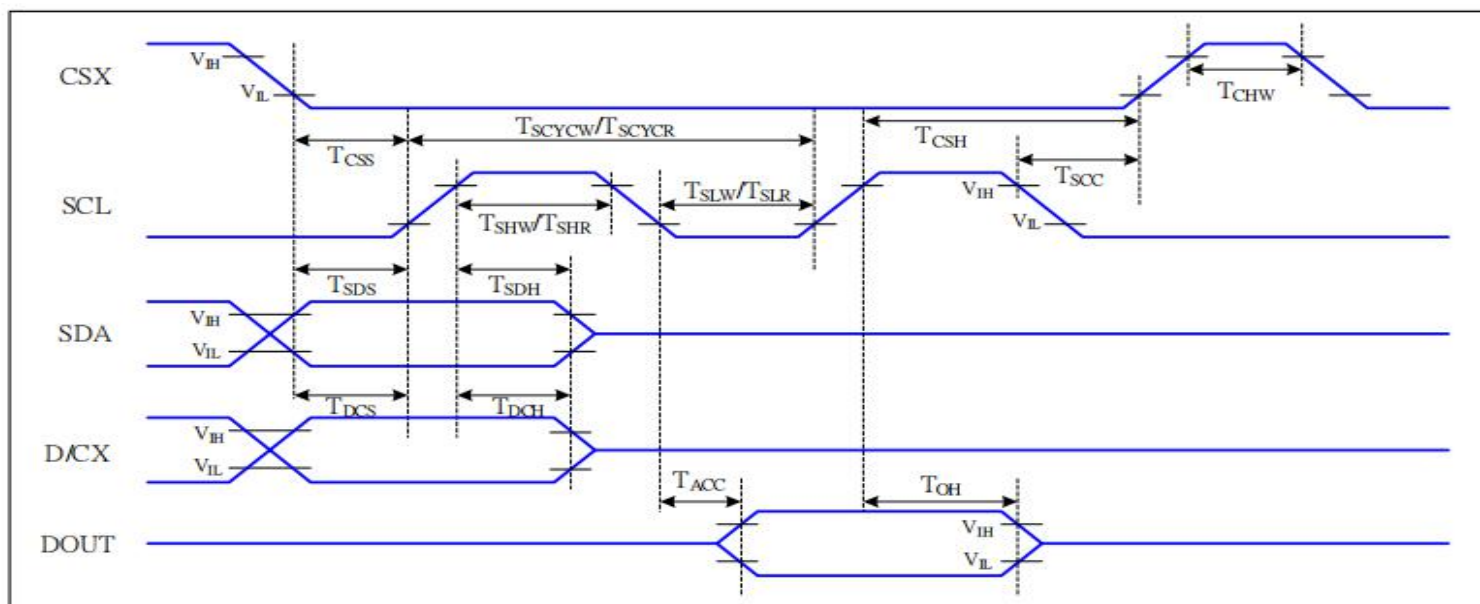 CSX
VIH
VIL
TCSS
TSCYCW/TSCYCR
TCSH
TCHW
SCL
TSHW/TSHR
TSLW/TSLR
VIH
VIL
TSCC
SDA
VIH
VIL
TSDS
TSDH
D/CX
VIH
VIL
TDCS
TDCH
DOUT
TACC
TOH
VIH
VIL